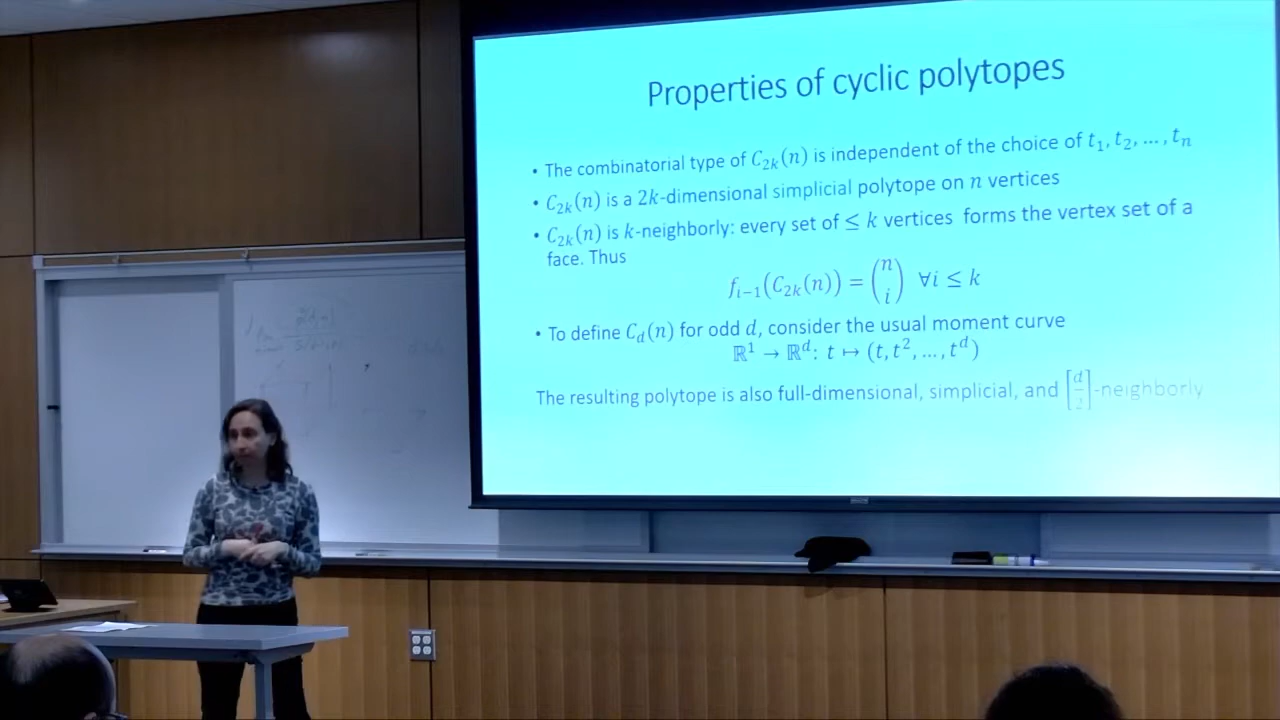 Properties of cyclic polytopes
• The combinatorial type of C₂ₖ(n) is independent of the choice of t₁, t₂, ..., tₙ
• C₂ₖ(n) is a 2k-dimensional simplicial polytope on n vertices
• C₂ₖ(n) is k-neighborly: every set of ≤ k vertices forms the vertex set of a
face. Thus
fᵢ₋₁(C₂ₖ(n)) = (n i) ∀i ≤ k
• To define C_d(n) for odd d, consider the usual moment curve
ℝ¹ → ℝᵈ: t ↦ (t, t², ..., tᵈ)
The resulting polytope is also full-dimensional, simplicial, and [d/2]-neighborly